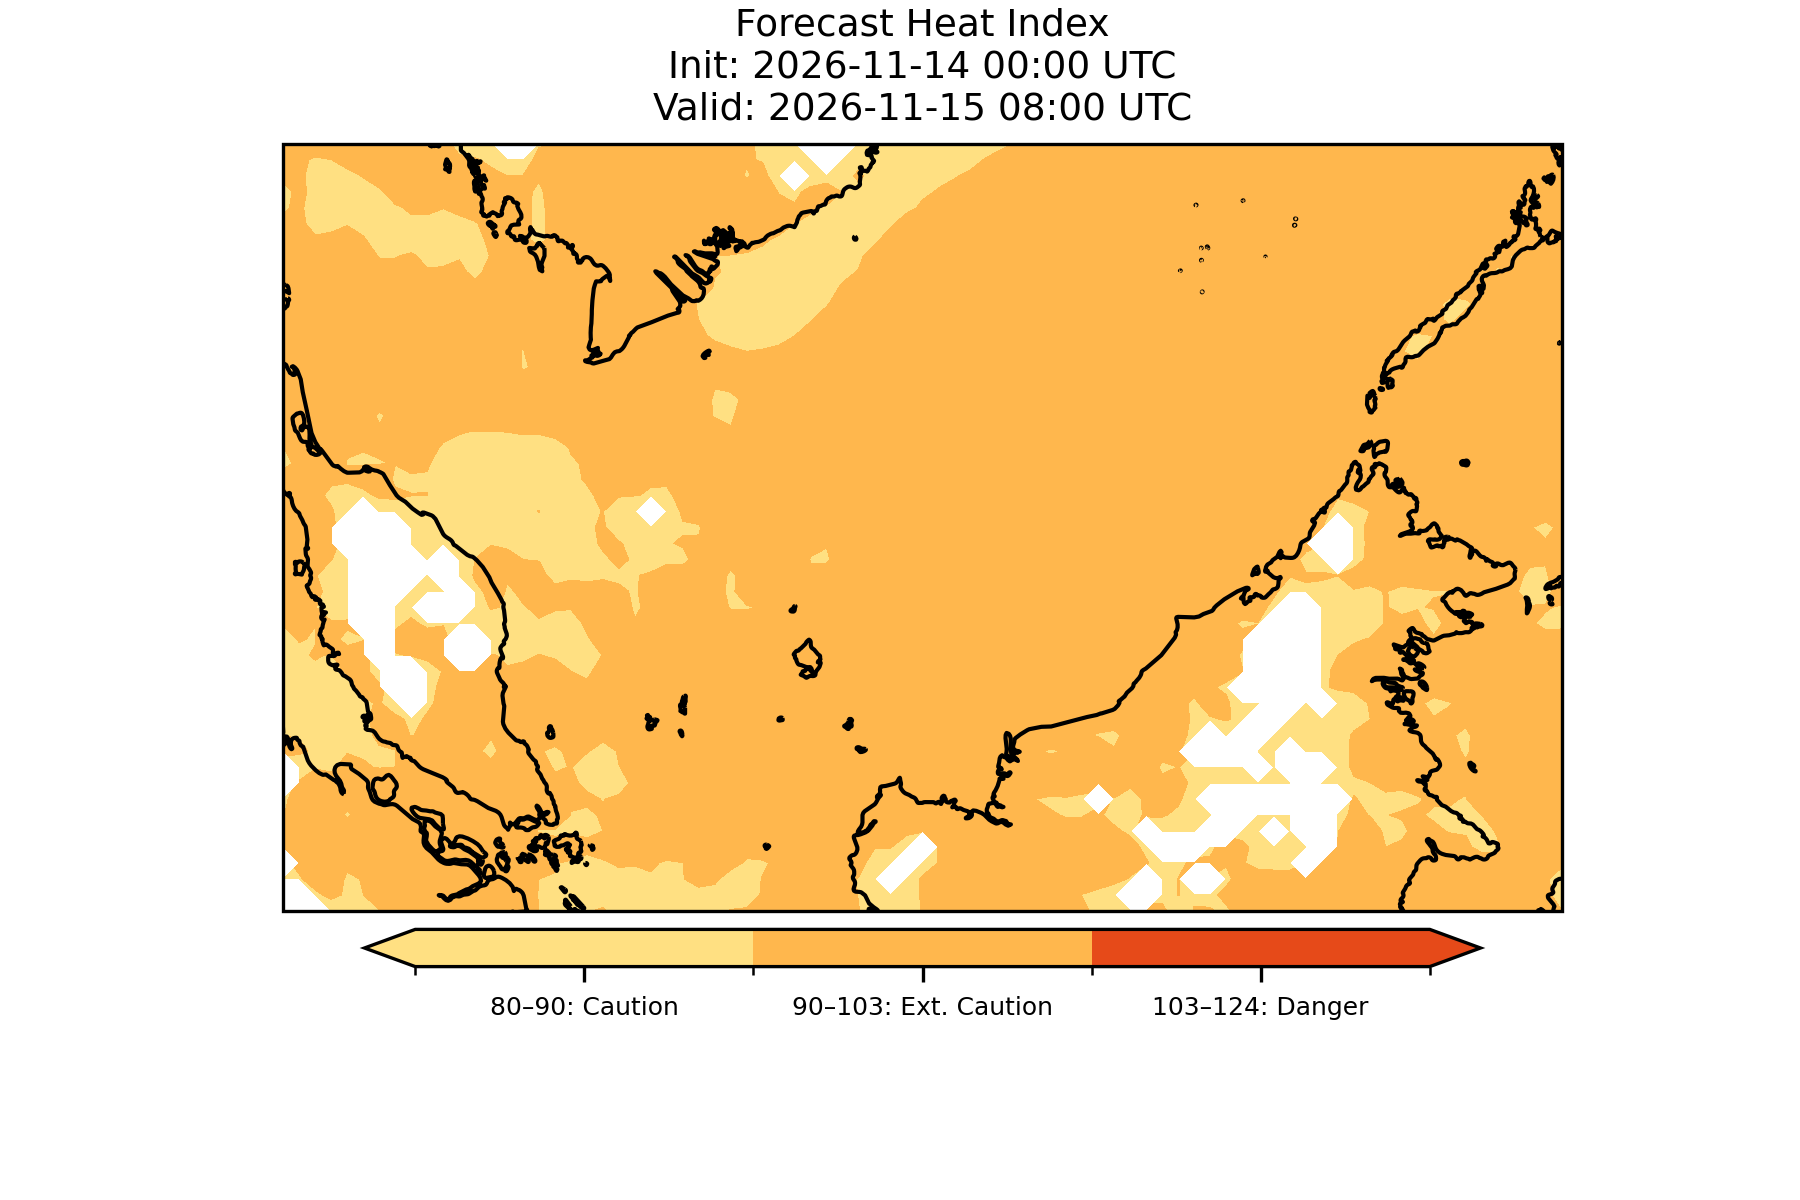 Forecast Heat Index
Init: 2026-11-14 00:00 UTC
Valid: 2026-11-15 08:00 UTC
80–90: Caution
90–103: Ext. Caution
103–124: Danger